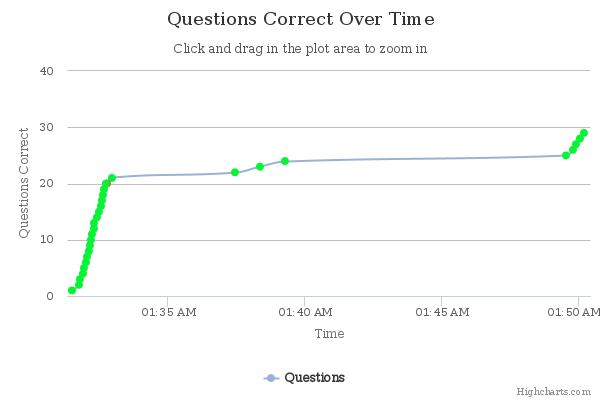 Questions Correct Over Time
Click and drag in the plot area to zoom in
Questions Correct
40
30
20
10
0
01:35 AM
01:40 AM
01:45 AM
01:50 AM
Time
Questions
Highcharts.com